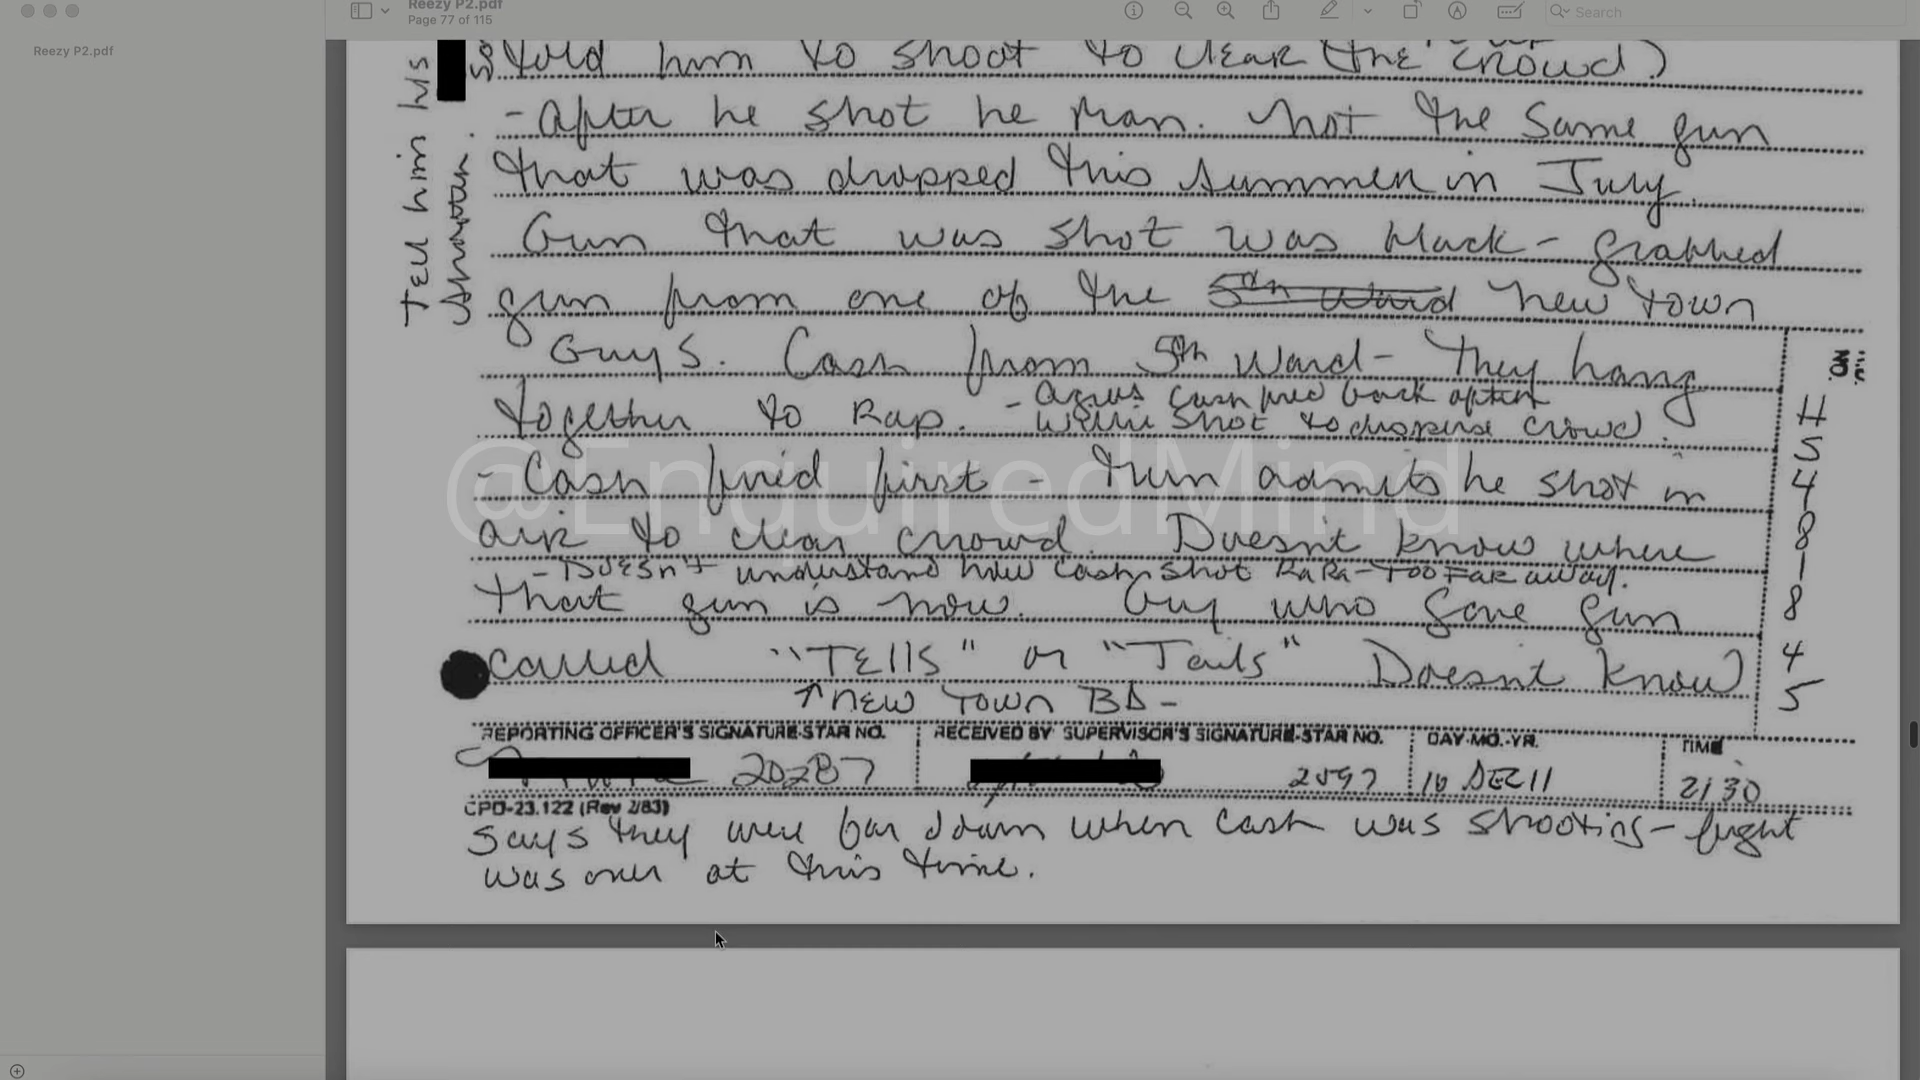 Reezy P2.pdf
Page 77 of 115
Search
Reezy P2.pdf
Tell him his
told him to shoot to clear (the crowd)
- After he shot he ran. Not the same gun
that was dropped this summer in July.
Gun that was shot was black - grabbed
gun from one of the 5th Ward New Town
Guys. Cash from 5th Ward - They hang
together to Rap. - Cash fired back after
Willie shot to disperse crowd.
- Cash fired first - then admits he shot in
air to clear crowd. Doesn't know where
- Doesn't understand how Cash shot RaRa - Too Far away.
that gun is now. Guy who gave gun
called "TEllS" or "Tails" Doesn't know
↑ NEW TOWN BD -
H
S
4
8
1
8
4
5
REPORTING OFFICER'S SIGNATURE-STAR NO. RECEIVED BY SUPERVISOR'S SIGNATURE-STAR NO. DAY-MO.-YR. TIME
20287 10 DEC 11 2130
CPD-23.122 (Rev 2/83)
says they were far down when Cash was shooting - fight
was over at this time.
@EnquiredMind